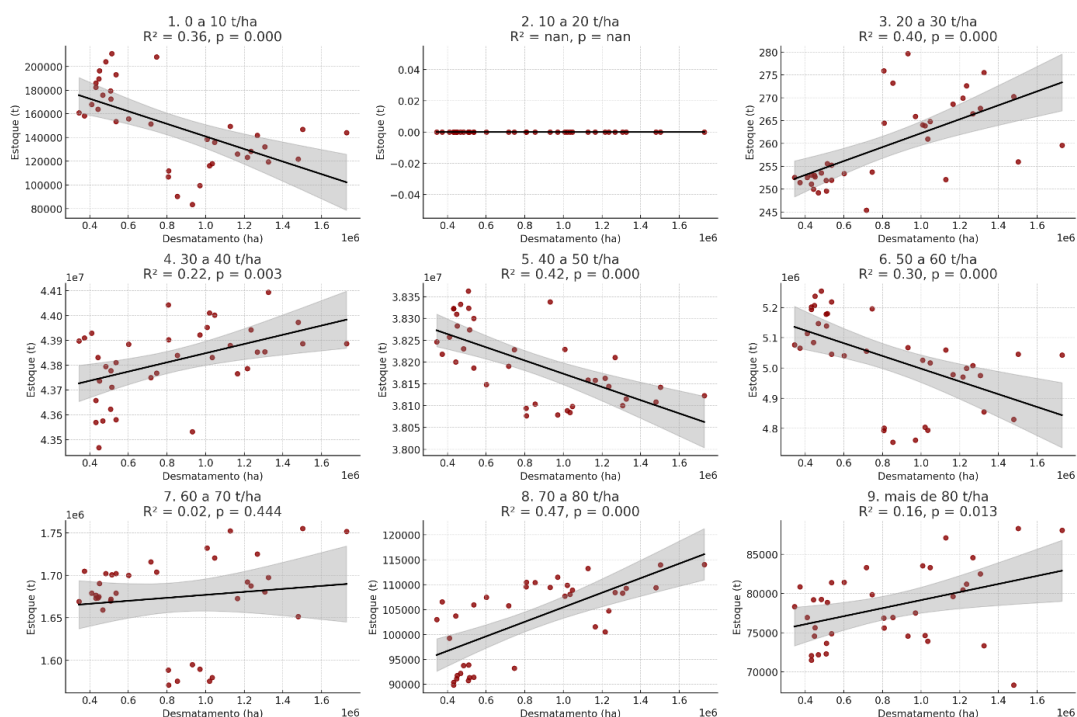 1. 0 a 10 t/ha
R² = 0.36, p = 0.000
200000
180000
160000
140000
120000
100000
80000
Estoque (t)
0.4 0.6 0.8 1.0 1.2 1.4 1.6
Desmatamento (ha)
1e6
2. 10 a 20 t/ha
R² = nan, p = nan
0.04
0.02
0.00
−0.02
−0.04
Estoque (t)
0.4 0.6 0.8 1.0 1.2 1.4 1.6
Desmatamento (ha)
1e6
3. 20 a 30 t/ha
R² = 0.40, p = 0.000
280
275
270
265
260
255
250
245
Estoque (t)
0.4 0.6 0.8 1.0 1.2 1.4 1.6
Desmatamento (ha)
1e6
4. 30 a 40 t/ha
R² = 0.22, p = 0.003
1e7
4.41
4.40
4.39
4.38
4.37
4.36
4.35
Estoque (t)
0.4 0.6 0.8 1.0 1.2 1.4 1.6
Desmatamento (ha)
1e6
5. 40 a 50 t/ha
R² = 0.42, p = 0.000
1e7
3.835
3.830
3.825
3.820
3.815
3.810
3.805
3.800
Estoque (t)
0.4 0.6 0.8 1.0 1.2 1.4 1.6
Desmatamento (ha)
1e6
6. 50 a 60 t/ha
R² = 0.30, p = 0.000
1e6
5.2
5.1
5.0
4.9
4.8
Estoque (t)
0.4 0.6 0.8 1.0 1.2 1.4 1.6
Desmatamento (ha)
1e6
7. 60 a 70 t/ha
R² = 0.02, p = 0.444
1e6
1.75
1.70
1.65
1.60
Estoque (t)
0.4 0.6 0.8 1.0 1.2 1.4 1.6
Desmatamento (ha)
1e6
8. 70 a 80 t/ha
R² = 0.47, p = 0.000
120000
115000
110000
105000
100000
95000
90000
Estoque (t)
0.4 0.6 0.8 1.0 1.2 1.4 1.6
Desmatamento (ha)
1e6
9. mais de 80 t/ha
R² = 0.16, p = 0.013
85000
80000
75000
70000
Estoque (t)
0.4 0.6 0.8 1.0 1.2 1.4 1.6
Desmatamento (ha)
1e6